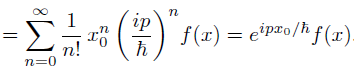 = \sum_{n=0}^{\infty} \frac{1}{n!} x_0^n \left( \frac{ip}{\hbar} \right)^n f(x) = e^{ipx_0/\hbar} f(x).